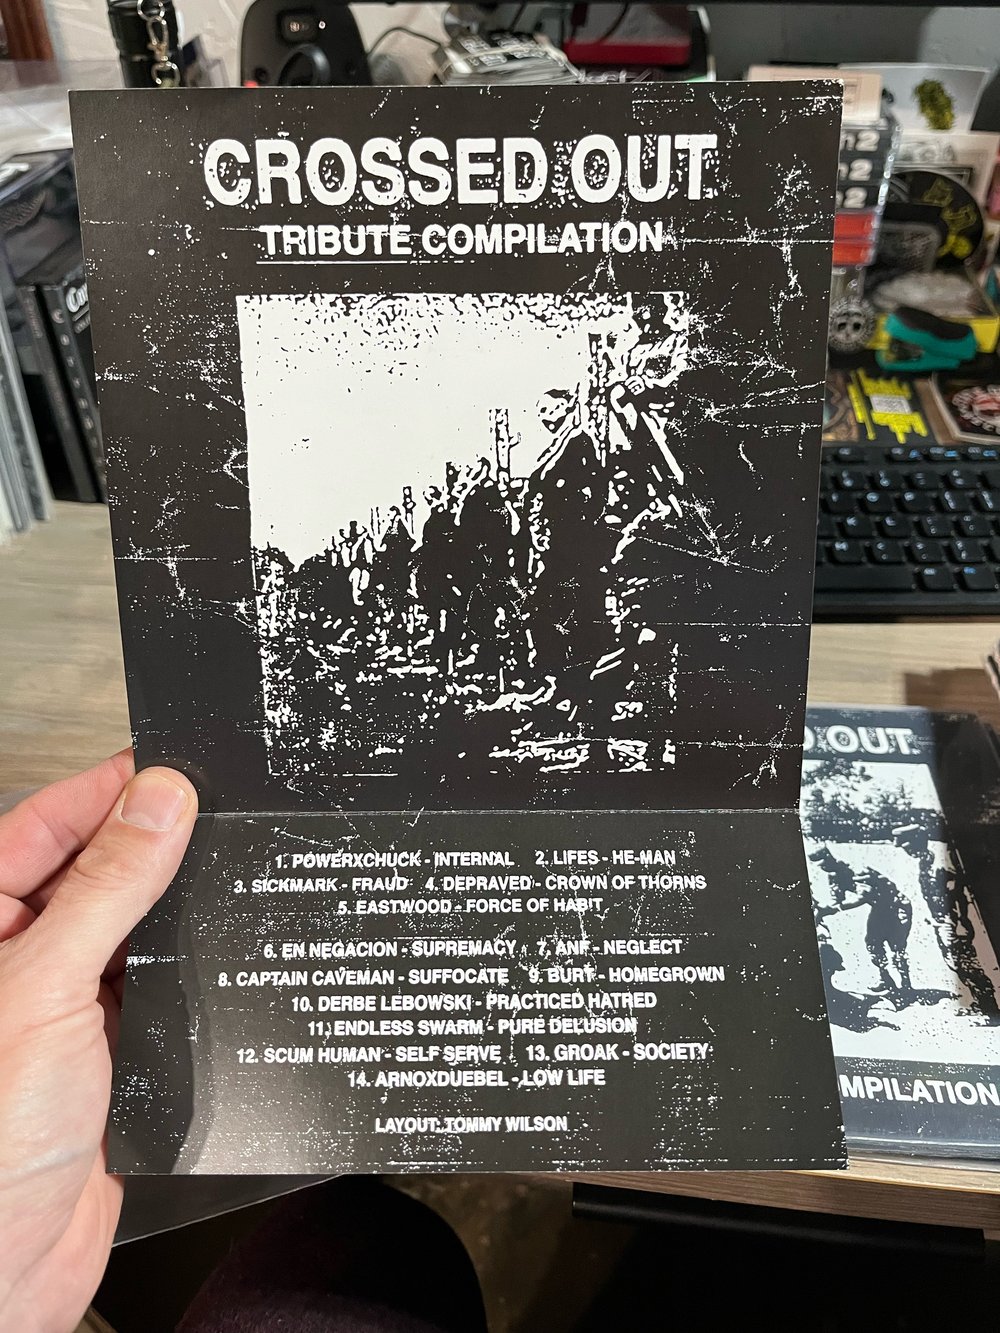 CROSSED OUT
TRIBUTE COMPILATION
1. POWERXCHUCK - INTERNAL 2. LIFES - HE-MAN
3. SICKMARK - FRAUD 4. DEPRAVED - CROWN OF THORNS
5. EASTWOOD - FORCE OF HABIT
6. EN NEGACION - SUPREMACY 7. ANF - NEGLECT
8. CAPTAIN CAVEMAN - SUFFOCATE 9. BURT - HOMEGROWN
10. DERBE LEBOWSKI - PRACTICED HATRED
11. ENDLESS SWARM - PURE DELUSION
12. SCUM HUMAN - SELF SERVE 13. GROAK - SOCIETY
14. ARNOXDUEBEL - LOW LIFE
LAYOUT: TOMMY WILSON
D OUT
MPILATION